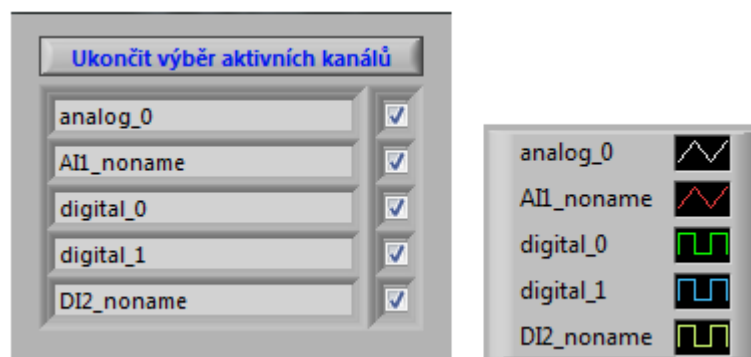 Ukončit výběr aktivních kanálů
analog_0
AI1_noname
digital_0
digital_1
DI2_noname
analog_0
AI1_noname
digital_0
digital_1
DI2_noname